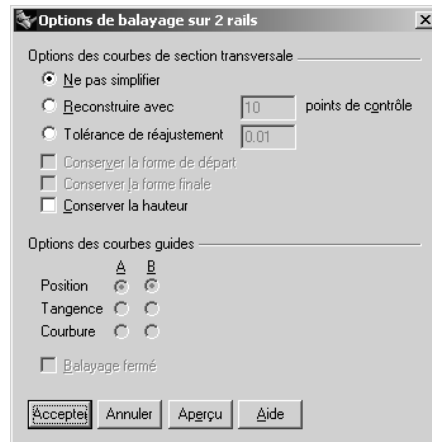 Options de balayage sur 2 rails
Options des courbes de section transversale
Ne pas simplifier
Reconstruire avec 10 points de contrôle
Tolérance de réajustement 0.01
Conserver la forme de départ
Conserver la forme finale
Conserver la hauteur
Options des courbes guides
A B
Position
Tangence
Courbure
Balayage fermé
Accepter Annuler Aperçu Aide